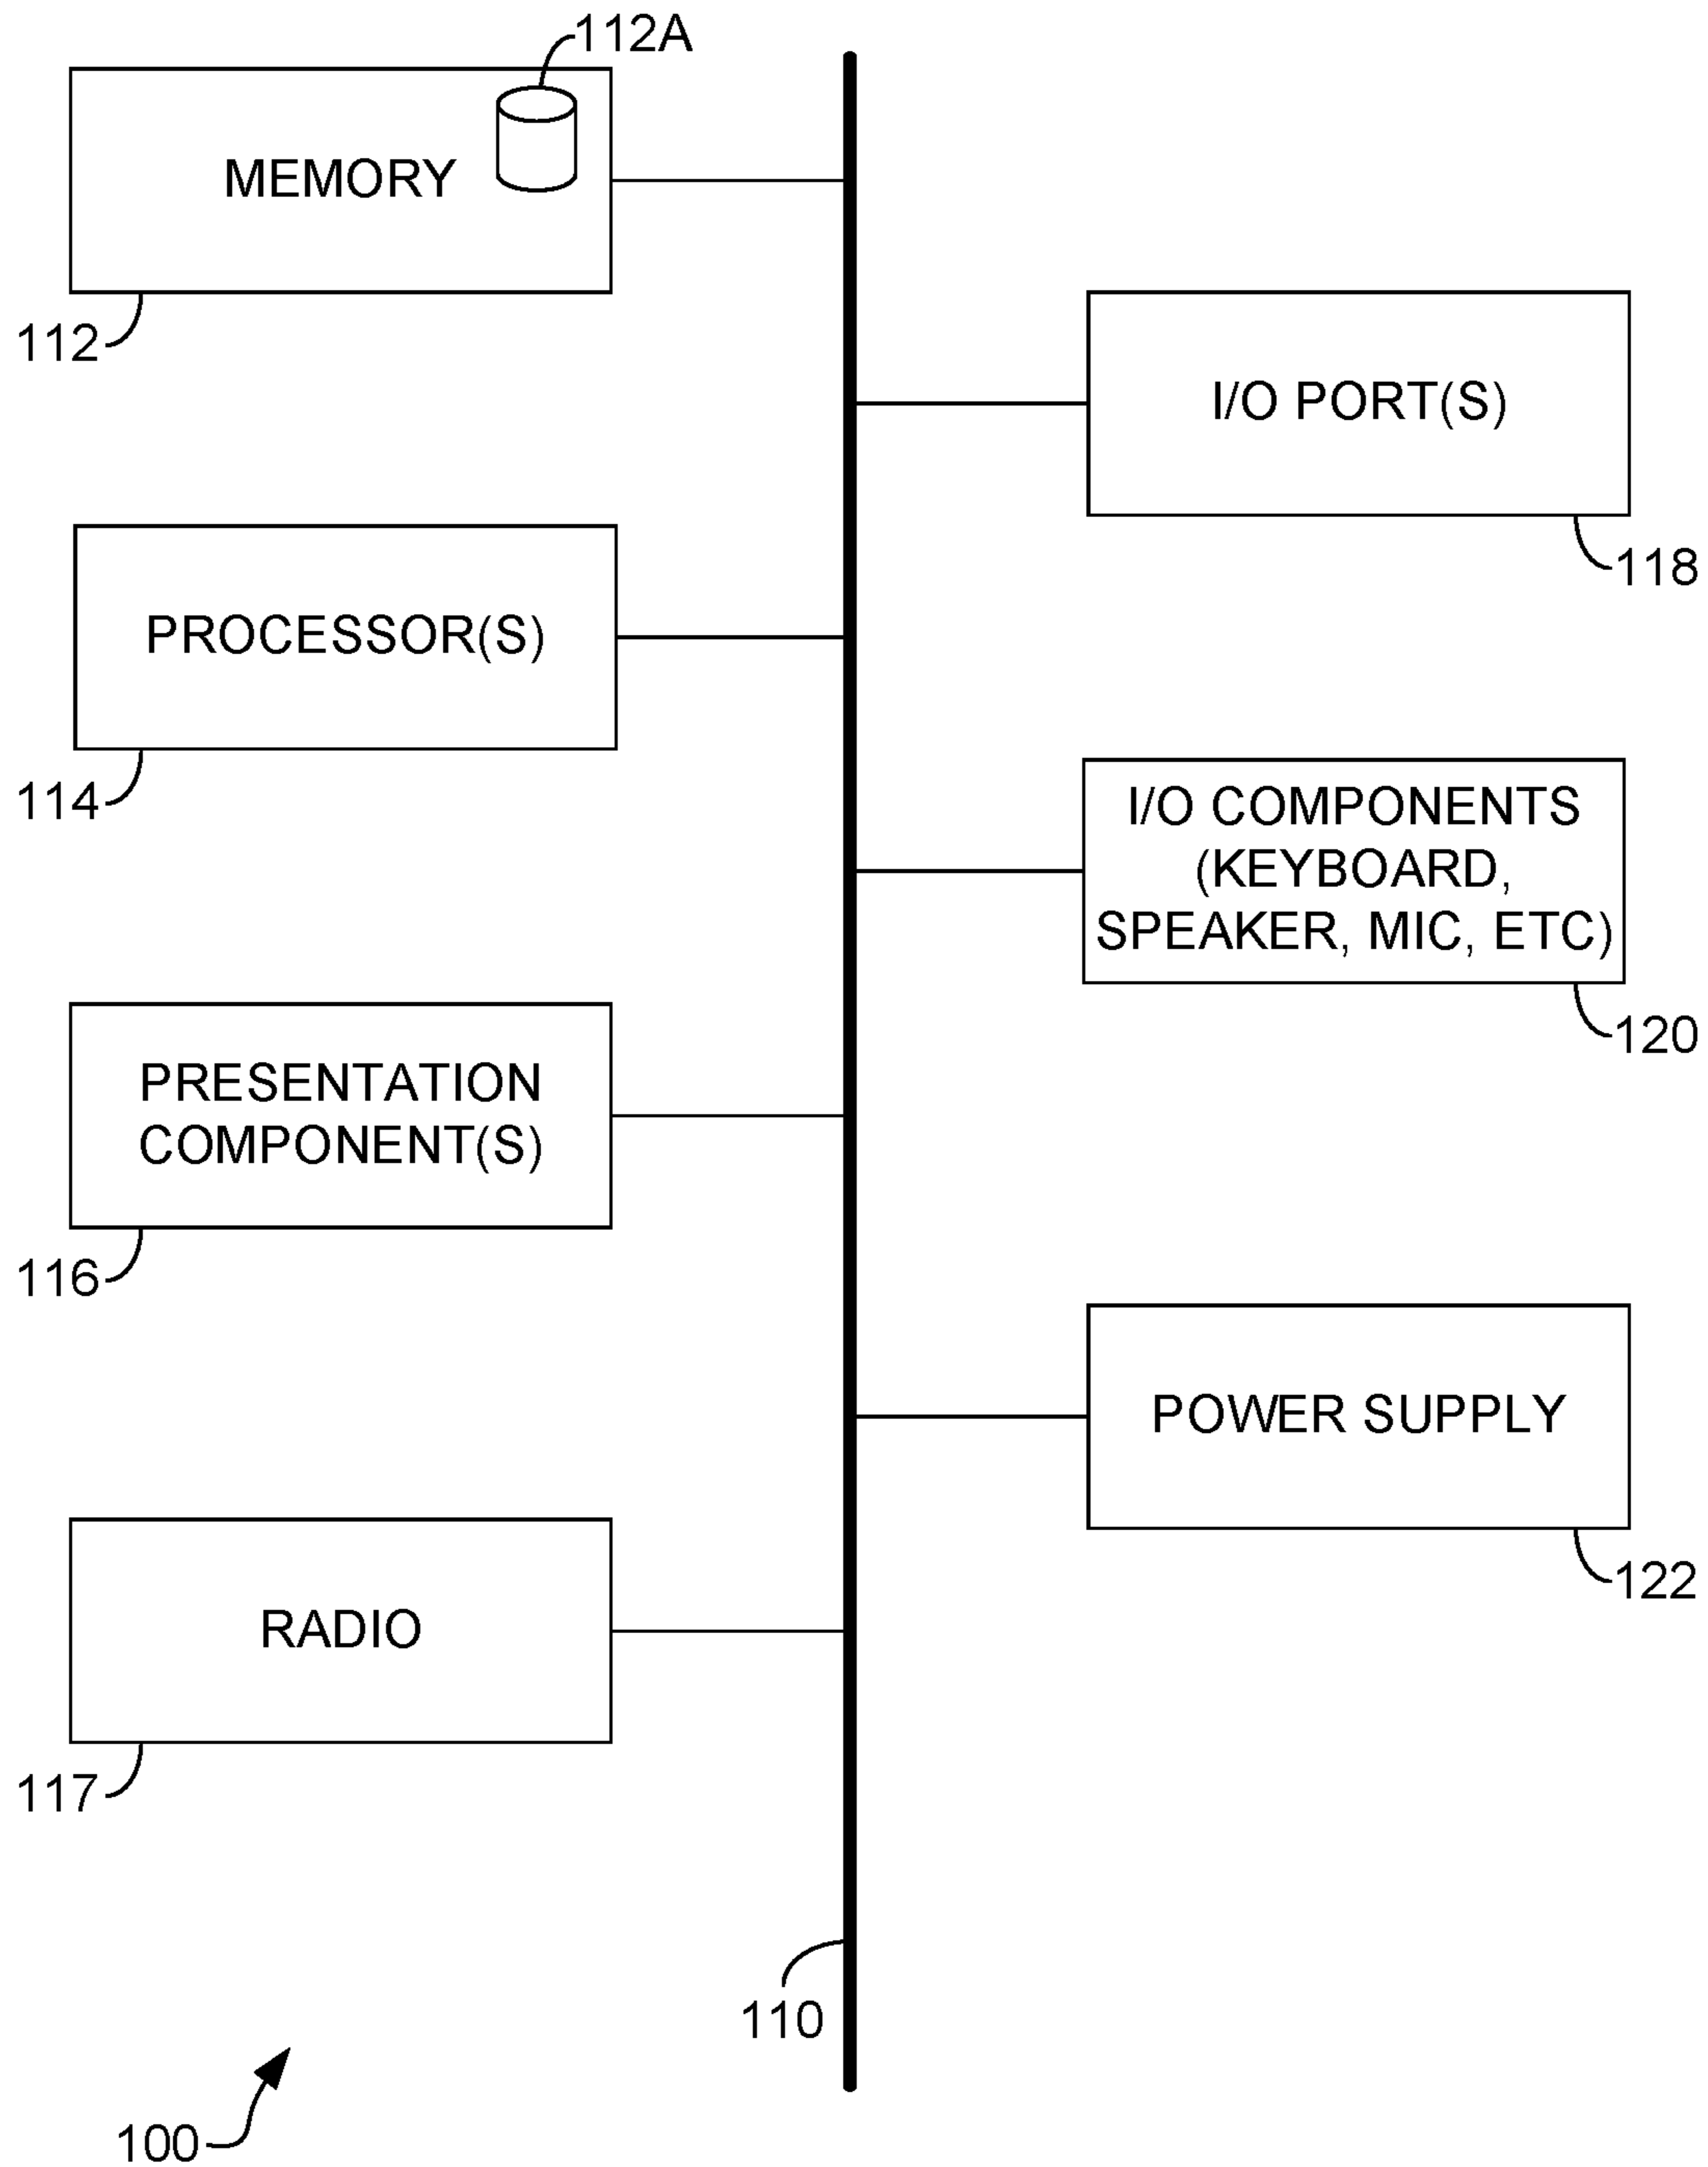 112A
MEMORY
112
I/O PORT(S)
118
PROCESSOR(S)
114
I/O COMPONENTS
(KEYBOARD,
SPEAKER, MIC, ETC)
120
PRESENTATION
COMPONENT(S)
116
POWER SUPPLY
122
RADIO
117
110
100